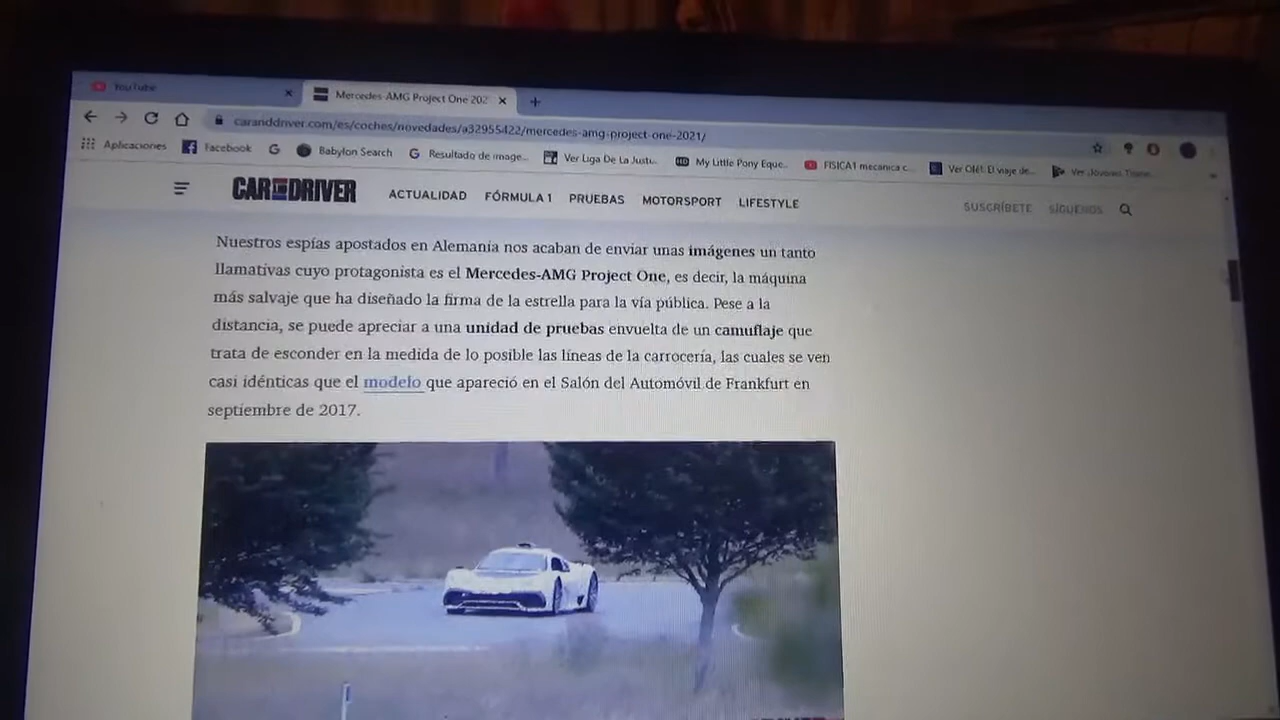 YouTube
Mercedes-AMG Project One 202
caranddriver.com/es/coches/novedades/a32955422/mercedes-amg-project-one-2021/
Aplicaciones Facebook Babylon Search Resultado de image... Ver Liga De La Justi... My Little Pony Eque... FISICA1 mecanica c... Ver Olé!: El viaje de... Ver Jóvenes
CAR AND DRIVER ACTUALIDAD FÓRMULA 1 PRUEBAS MOTORSPORT LIFESTYLE SUSCRÍBETE SÍGUENOS
Nuestros espías apostados en Alemania nos acaban de enviar unas imágenes un tanto
llamativas cuyo protagonista es el Mercedes-AMG Project One, es decir, la máquina
más salvaje que ha diseñado la firma de la estrella para la vía pública. Pese a la
distancia, se puede apreciar a una unidad de pruebas envuelta de un camuflaje que
trata de esconder en la medida de lo posible las líneas de la carrocería, las cuales se ven
casi idénticas que el modelo que apareció en el Salón del Automóvil de Frankfurt en
septiembre de 2017.